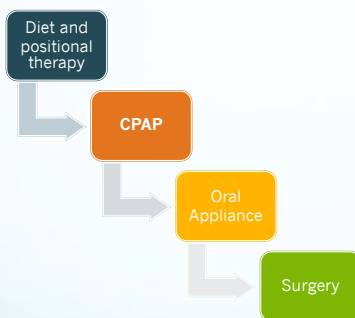 Diet and
positional
therapy
CPAP
Oral
Appliance
Surgery